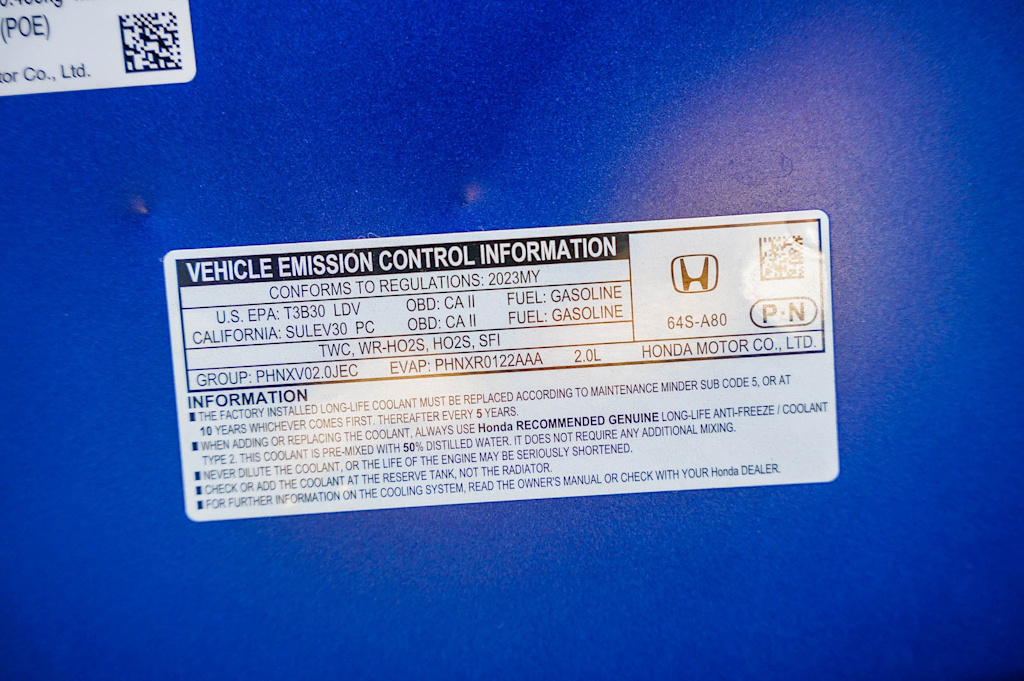 (POE)
Co., Ltd.
VEHICLE EMISSION CONTROL INFORMATION
CONFORMS TO REGULATIONS: 2023MY
U.S. EPA: T3B30 LDV OBD: CA II FUEL: GASOLINE
CALIFORNIA: SULEV30 PC OBD: CA II FUEL: GASOLINE
TWC, WR-HO2S, HO2S, SFI
64S-A80
P·N
GROUP: PHNXV02.0JEC EVAP: PHNXR0122AAA 2.0L HONDA MOTOR CO., LTD.
INFORMATION
THE FACTORY INSTALLED LONG-LIFE COOLANT MUST BE REPLACED ACCORDING TO MAINTENANCE MINDER SUB CODE 5, OR AT
10 YEARS WHICHEVER COMES FIRST. THEREAFTER EVERY 5 YEARS.
WHEN ADDING OR REPLACING THE COOLANT, ALWAYS USE Honda RECOMMENDED GENUINE LONG-LIFE ANTI-FREEZE / COOLANT
TYPE 2. THIS COOLANT IS PRE-MIXED WITH 50% DISTILLED WATER. IT DOES NOT REQUIRE ANY ADDITIONAL MIXING.
NEVER DILUTE THE COOLANT, OR THE LIFE OF THE ENGINE MAY BE SERIOUSLY SHORTENED.
CHECK OR ADD THE COOLANT AT THE RESERVE TANK, NOT THE RADIATOR.
FOR FURTHER INFORMATION ON THE COOLING SYSTEM, READ THE OWNER'S MANUAL OR CHECK WITH YOUR Honda DEALER.